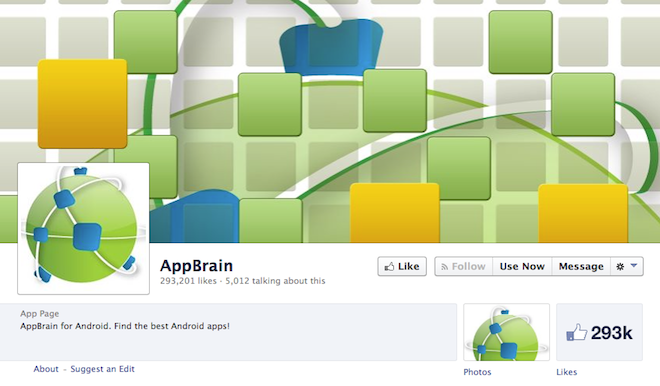 AppBrain
293,201 likes · 5,012 talking about this
Like
Follow
Use Now
Message
App Page
AppBrain for Android. Find the best Android apps!
293k
About - Suggest an Edit
Photos
Likes